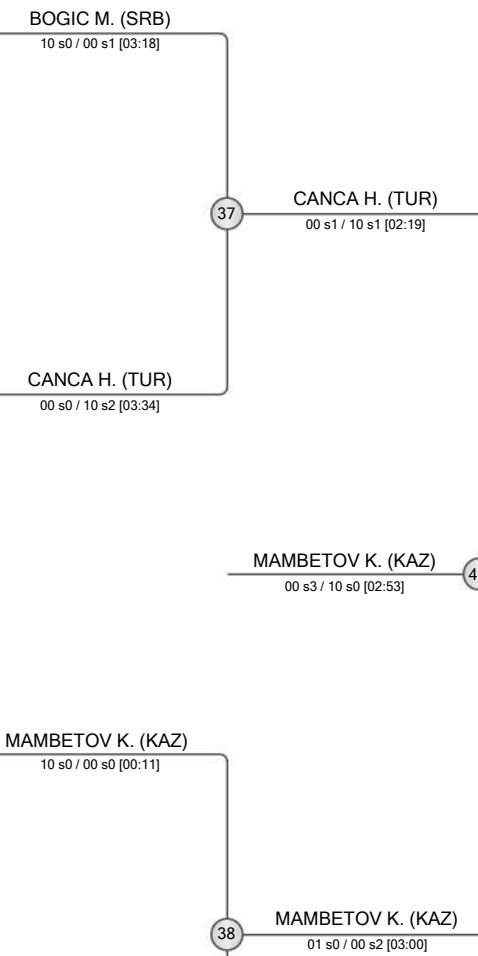 BOGIC M. (SRB)
10 s0 / 00 s1 [03:18]
37
CANCA H. (TUR)
00 s1 / 10 s1 [02:19]
CANCA H. (TUR)
00 s0 / 10 s2 [03:34]
MAMBETOV K. (KAZ)
00 s3 / 10 s0 [02:53]
MAMBETOV K. (KAZ)
10 s0 / 00 s0 [00:11]
38
MAMBETOV K. (KAZ)
01 s0 / 00 s2 [03:00]